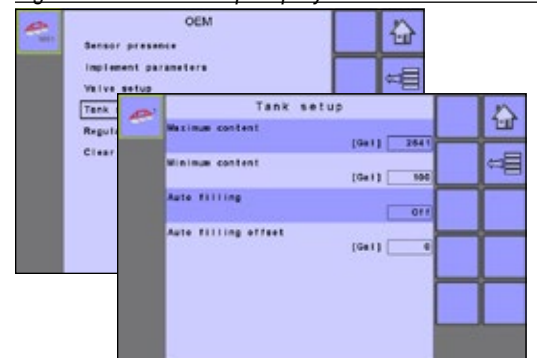 OEM
Sensor presence
Implement parameters
Valve setup
Tank
Regul
Clear
Tank setup
Maximum content
[Gal] 2641
Minimum content
[Gal] 100
Auto filling
Off
Auto filling offset
[Gal] 0